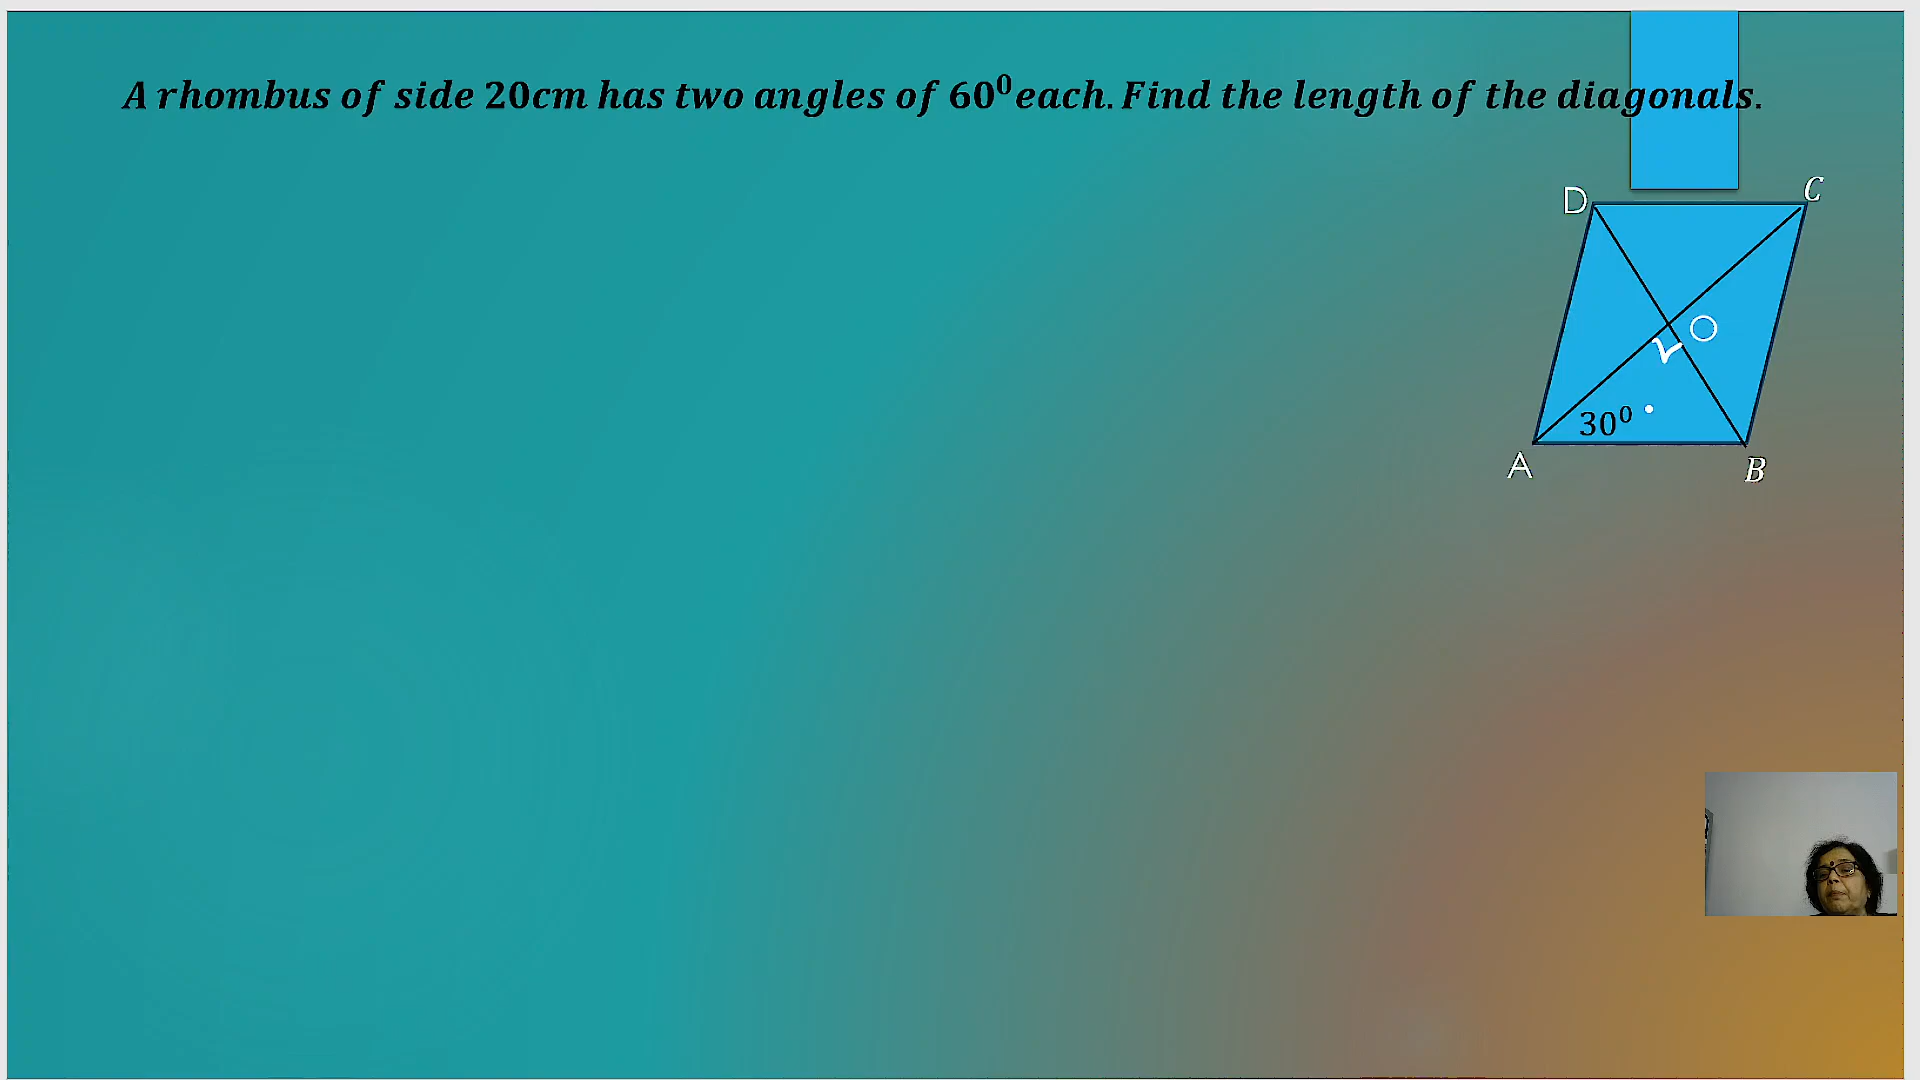 A rhombus of side 20cm has two angles of 60⁰each. Find the length of the diagonals.
D
C
O
30⁰
A
B